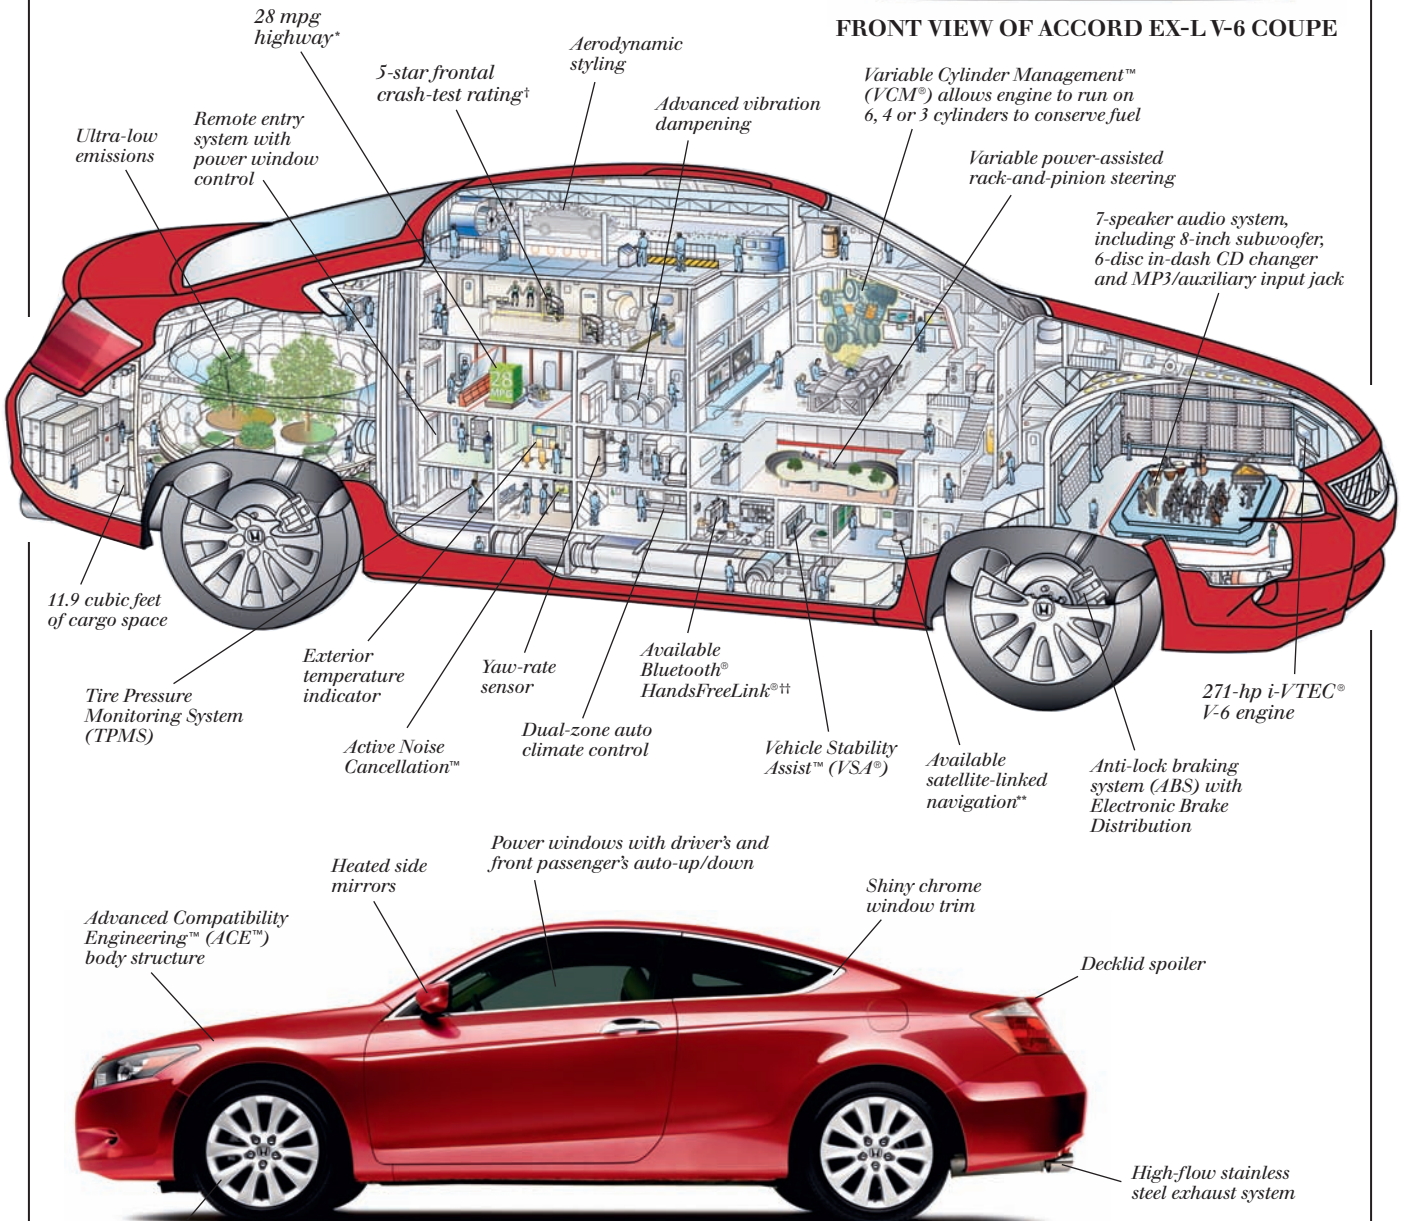 FRONT VIEW OF ACCORD EX-L V-6 COUPE
28 mpg
highway*
5-star frontal
crash-test rating†
Aerodynamic
styling
Advanced vibration
dampening
Variable Cylinder Management™
(VCM®) allows engine to run on
6, 4 or 3 cylinders to conserve fuel
Ultra-low
emissions
Remote entry
system with
power window
control
Variable power-assisted
rack-and-pinion steering
7-speaker audio system,
including 8-inch subwoofer,
6-disc in-dash CD changer
and MP3/auxiliary input jack
28
MPG
11.9 cubic feet
of cargo space
Tire Pressure
Monitoring System
(TPMS)
Exterior
temperature
indicator
Active Noise
Cancellation™
Yaw-rate
sensor
Dual-zone auto
climate control
Available
Bluetooth®
HandsFreeLink®††
Vehicle Stability
Assist™ (VSA®)
Available
satellite-linked
navigation**
Anti-lock braking
system (ABS) with
Electronic Brake
Distribution
271-hp i-VTEC®
V-6 engine
Advanced Compatibility
Engineering™ (ACE™)
body structure
Heated side
mirrors
Power windows with driver's and
front passenger's auto-up/down
Shiny chrome
window trim
Decklid spoiler
High-flow stainless
steel exhaust system